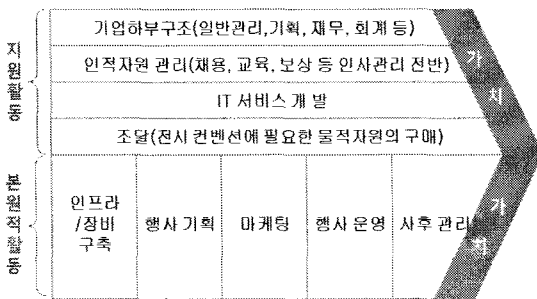 지원활동
기업하부구조(일반관리,기획, 재무, 회계 등)
인적자원 관리(채용, 교육, 보상 등 인사관리 전반)
IT 서비스 개발
조달(전시 컨벤션에 필요한 물적자원의 구매)
가치
본원적활동
인프라
/장비
구축
행사 기획
마케팅
행사 운영
사후 관리
가치